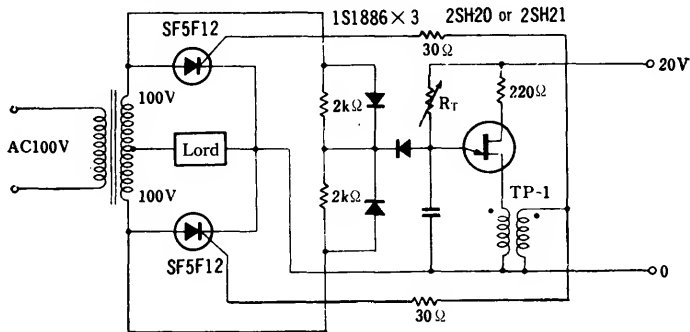 1S1886×3 2SH20 or 2SH21
SF5F12
30Ω
20V
100V
2kΩ
R_T
220Ω
AC100V
Lord
100V
2kΩ
TP-1
SF5F12
0
30Ω